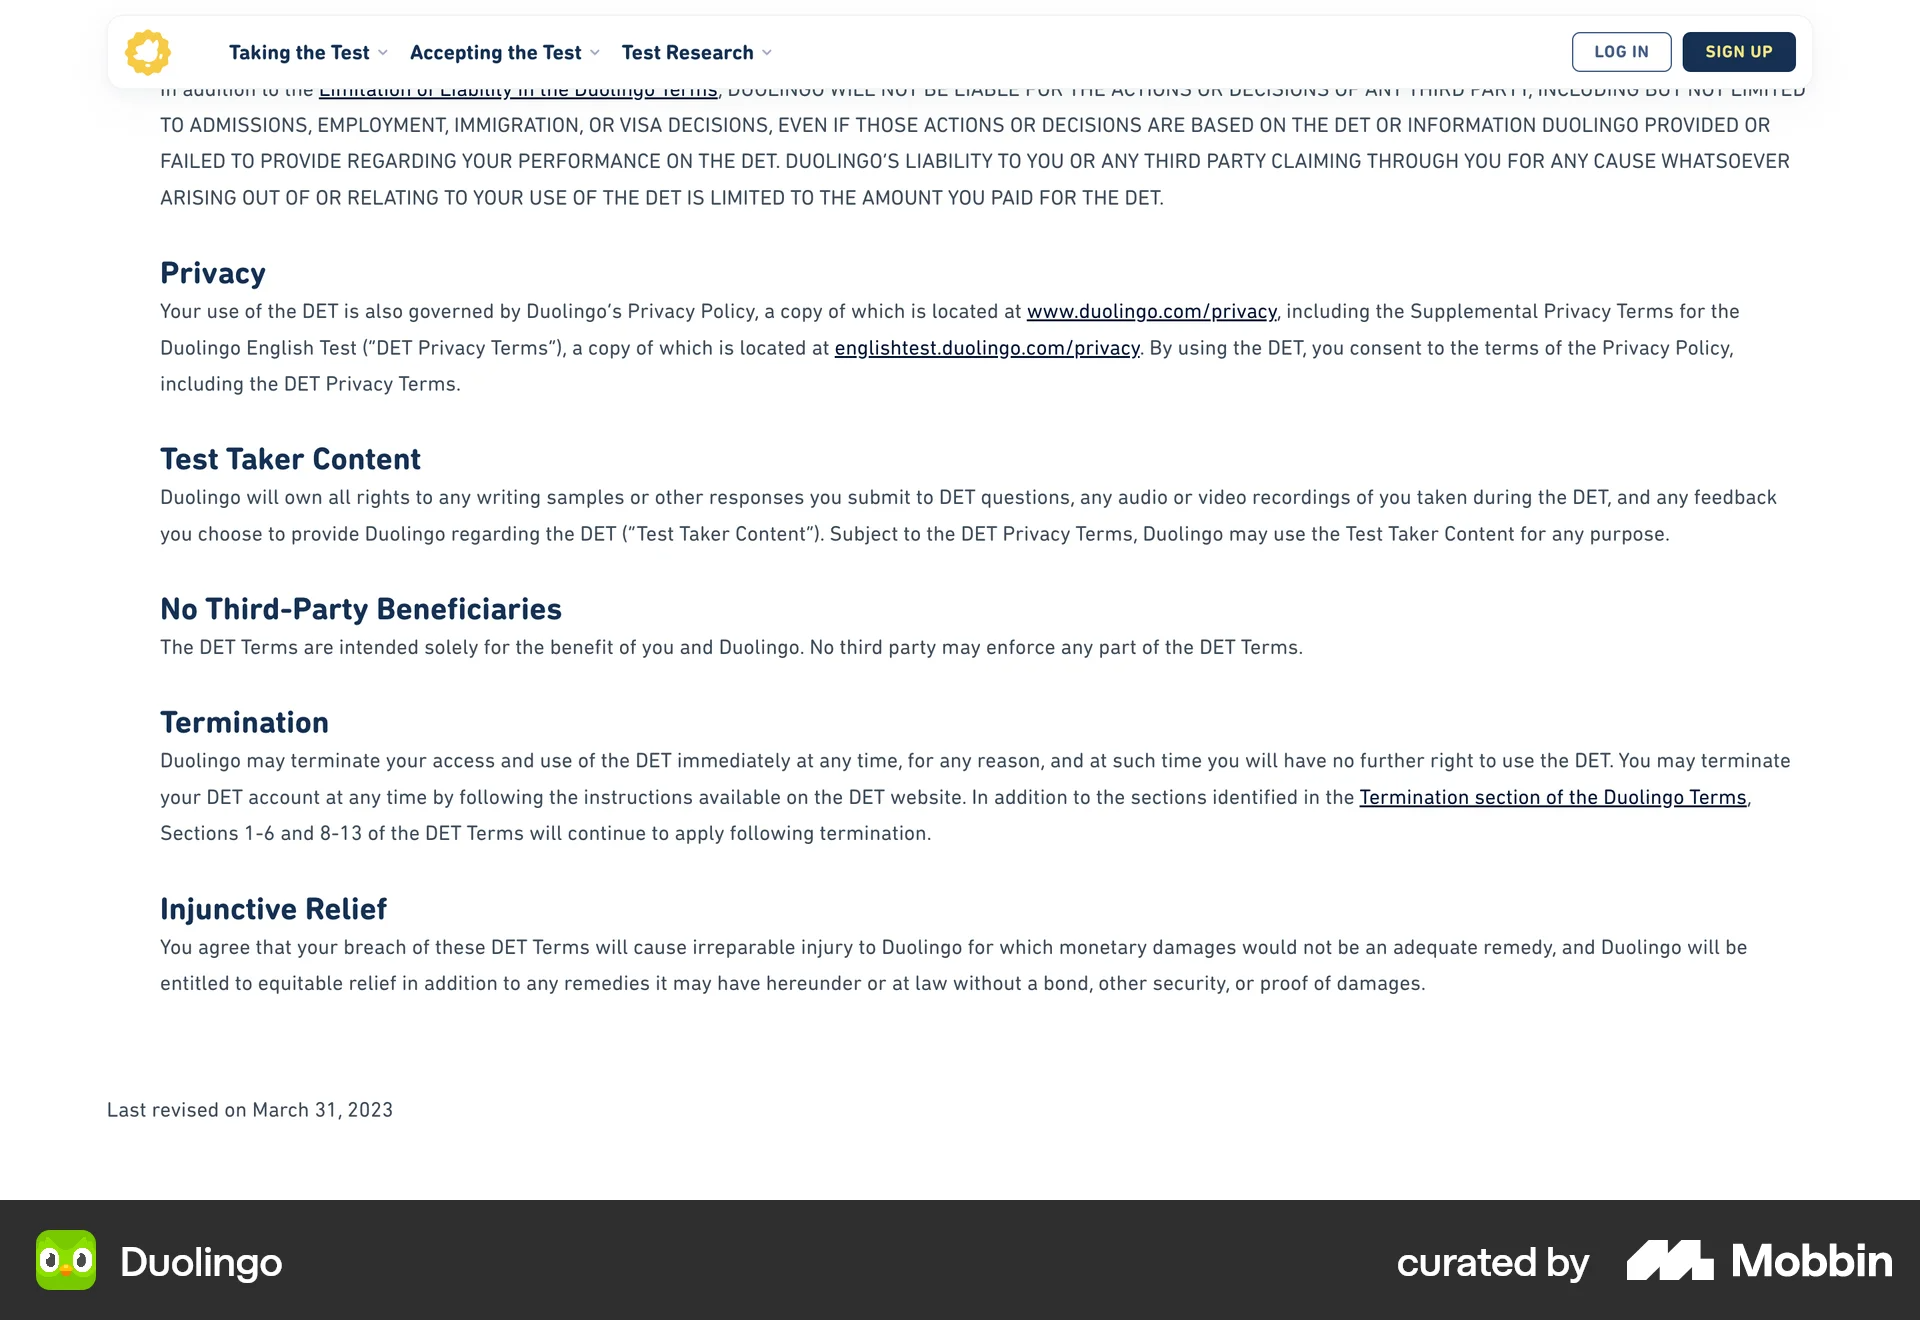 Taking the Test
Accepting the Test
Test Research
LOG IN
SIGN UP
In addition to the Limitation of Liability in the Duolingo Terms, DUOLINGO WILL NOT BE LIABLE FOR THE ACTIONS OR DECISIONS OF ANY THIRD PARTY, INCLUDING BUT NOT LIMITED
TO ADMISSIONS, EMPLOYMENT, IMMIGRATION, OR VISA DECISIONS, EVEN IF THOSE ACTIONS OR DECISIONS ARE BASED ON THE DET OR INFORMATION DUOLINGO PROVIDED OR
FAILED TO PROVIDE REGARDING YOUR PERFORMANCE ON THE DET. DUOLINGO’S LIABILITY TO YOU OR ANY THIRD PARTY CLAIMING THROUGH YOU FOR ANY CAUSE WHATSOEVER
ARISING OUT OF OR RELATING TO YOUR USE OF THE DET IS LIMITED TO THE AMOUNT YOU PAID FOR THE DET.
Privacy
Your use of the DET is also governed by Duolingo’s Privacy Policy, a copy of which is located at www.duolingo.com/privacy, including the Supplemental Privacy Terms for the
Duolingo English Test (“DET Privacy Terms”), a copy of which is located at englishtest.duolingo.com/privacy. By using the DET, you consent to the terms of the Privacy Policy,
including the DET Privacy Terms.
Test Taker Content
Duolingo will own all rights to any writing samples or other responses you submit to DET questions, any audio or video recordings of you taken during the DET, and any feedback
you choose to provide Duolingo regarding the DET (“Test Taker Content”). Subject to the DET Privacy Terms, Duolingo may use the Test Taker Content for any purpose.
No Third-Party Beneficiaries
The DET Terms are intended solely for the benefit of you and Duolingo. No third party may enforce any part of the DET Terms.
Termination
Duolingo may terminate your access and use of the DET immediately at any time, for any reason, and at such time you will have no further right to use the DET. You may terminate
your DET account at any time by following the instructions available on the DET website. In addition to the sections identified in the Termination section of the Duolingo Terms,
Sections 1-6 and 8-13 of the DET Terms will continue to apply following termination.
Injunctive Relief
You agree that your breach of these DET Terms will cause irreparable injury to Duolingo for which monetary damages would not be an adequate remedy, and Duolingo will be
entitled to equitable relief in addition to any remedies it may have hereunder or at law without a bond, other security, or proof of damages.
Last revised on March 31, 2023
Duolingo
curated by Mobbin